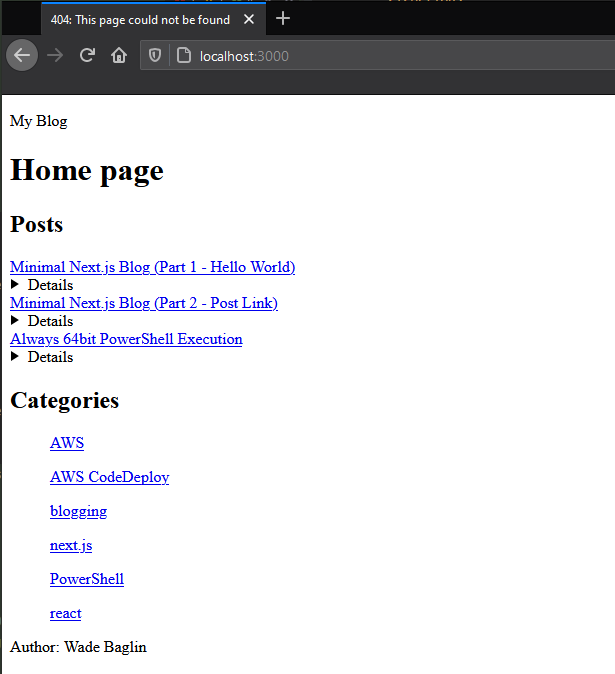 404: This page could not be found
localhost:3000
My Blog
Home page
Posts
Minimal Next.js Blog (Part 1 - Hello World)
Details
Minimal Next.js Blog (Part 2 - Post Link)
Details
Always 64bit PowerShell Execution
Details
Categories
AWS
AWS CodeDeploy
blogging
next.js
PowerShell
react
Author: Wade Baglin